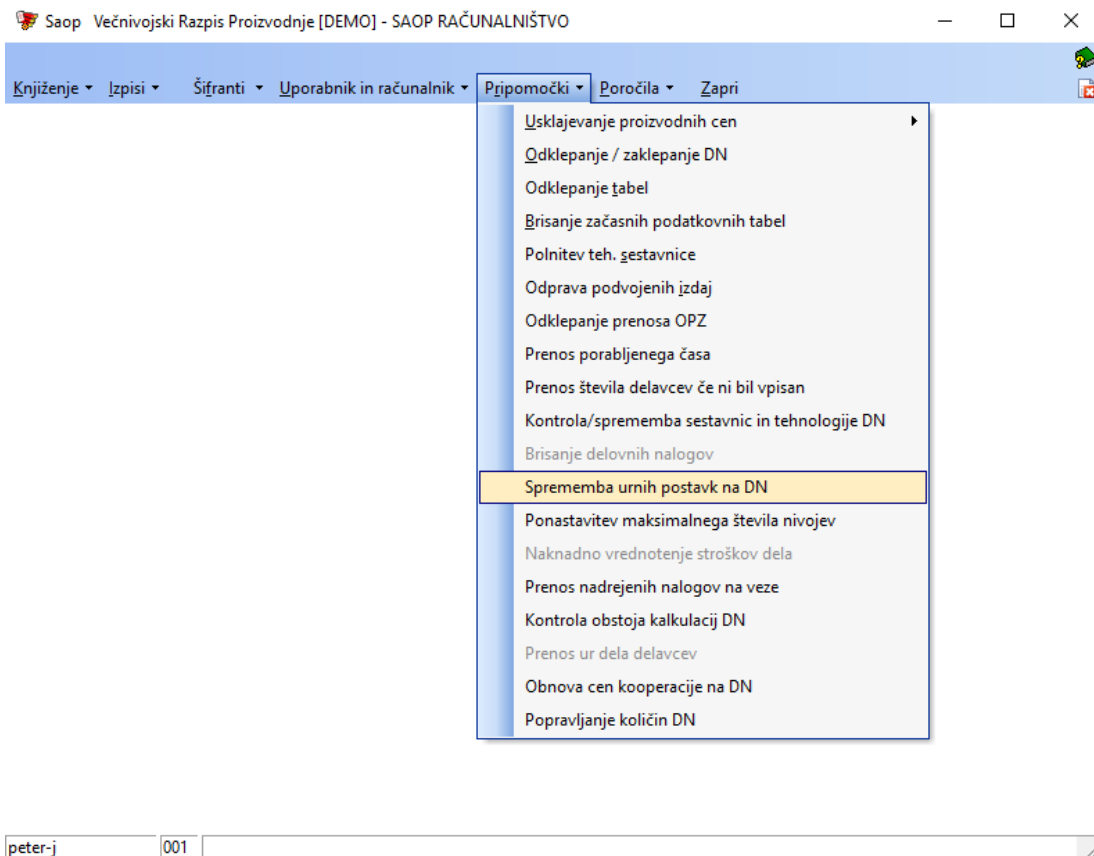 Saop Večnivojski Razpis Proizvodnje [DEMO] - SAOP RAČUNALNIŠTVO
Knjiženje Izpisi Šifranti Uporabnik in računalnik Pripomočki Poročila Zapri
Usklajevanje proizvodnih cen
Odklepanje / zaklepanje DN
Odklepanje tabel
Brisanje začasnih podatkovnih tabel
Polnitev teh. sestavnice
Odprava podvojenih izdaj
Odklepanje prenosa OPZ
Prenos porabljenega časa
Prenos števila delavcev če ni bil vpisan
Kontrola/sprememba sestavnic in tehnologije DN
Brisanje delovnih nalogov
Sprememba urnih postavk na DN
Ponastavitev maksimalnega števila nivojev
Naknadno vrednotenje stroškov dela
Prenos nadrejenih nalogov na veze
Kontrola obstoja kalkulacij DN
Prenos ur dela delavcev
Obnova cen kooperacije na DN
Popravljanje količin DN
peter-j 001